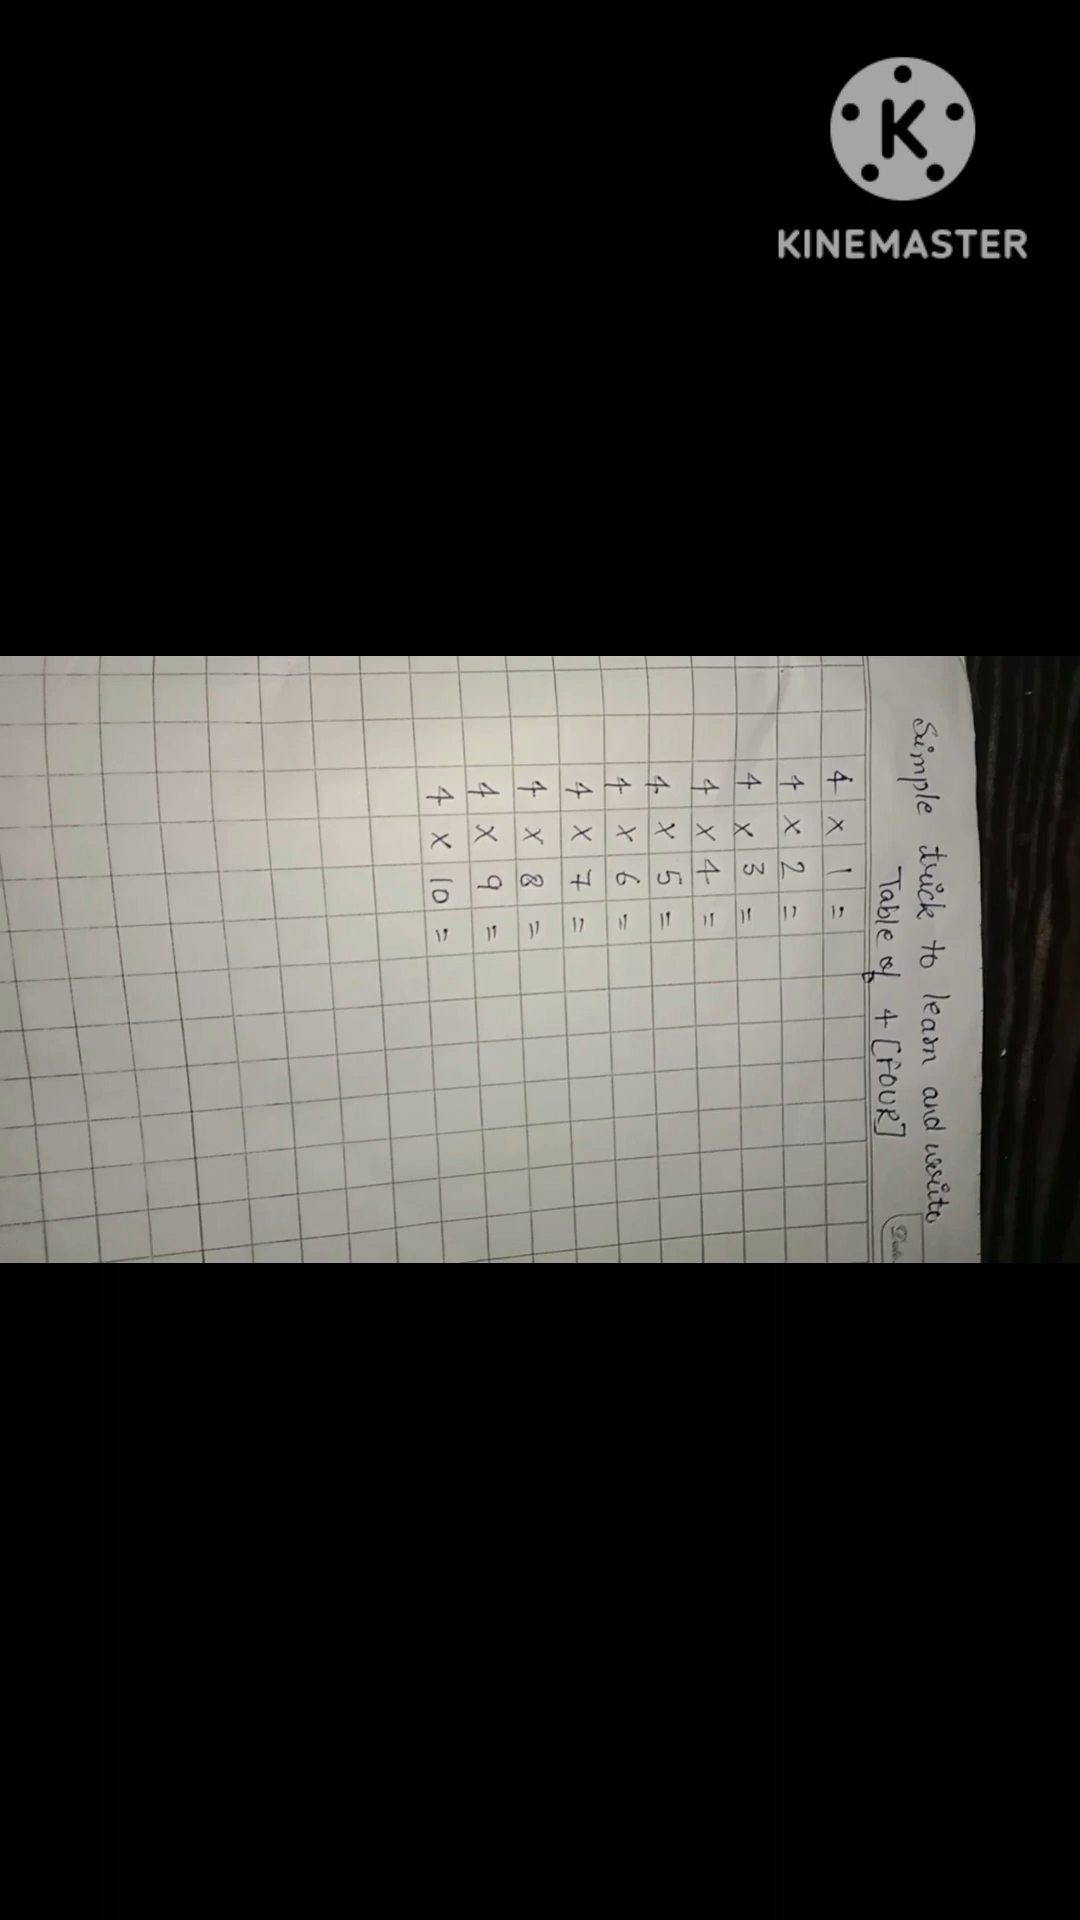 KINEMASTER
Simple trick to learn and write
Table of 4 [FOUR]
4 x 1 =
4 x 2 =
4 x 3 =
4 x 4 =
4 x 5 =
4 x 6 =
4 x 7 =
4 x 8 =
4 x 9 =
4 x 10 =